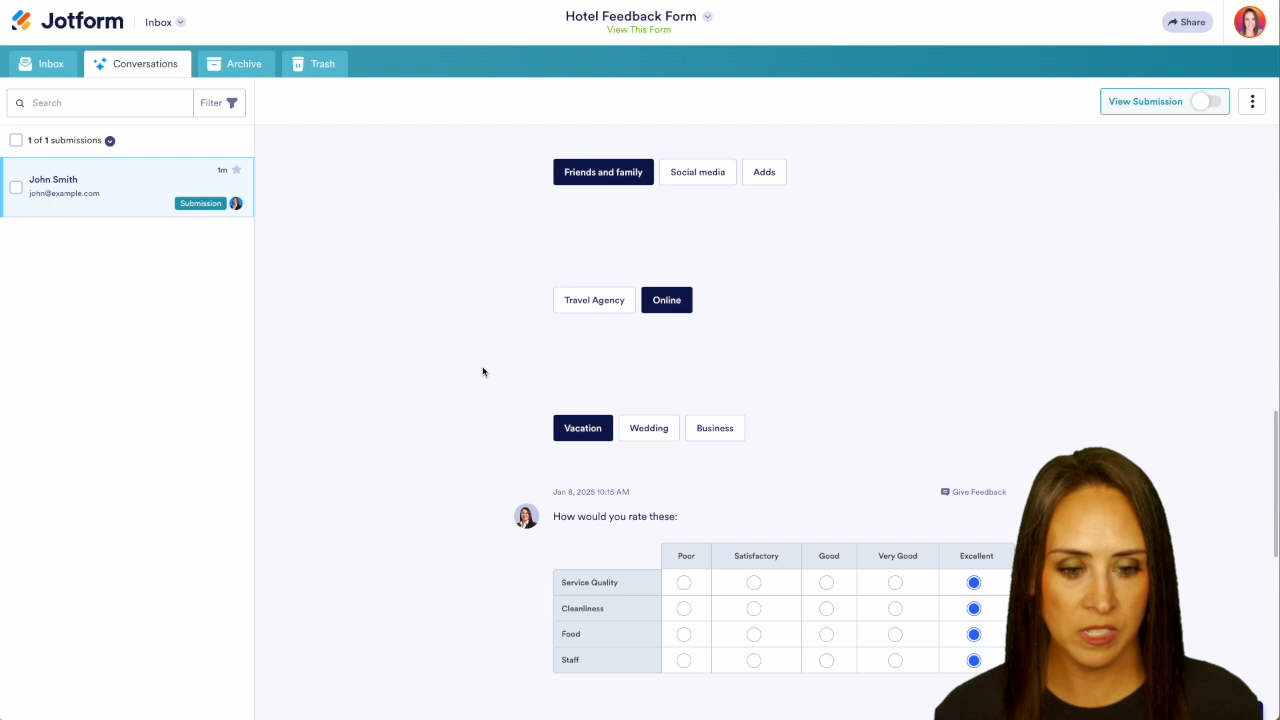 Jotform
Inbox
Hotel Feedback Form
View This Form
Share
Inbox
Conversations
Archive
Trash
Search
Filter
View Submission
1 of 1 submissions
John Smith
1m
john@example.com
Submission
Friends and family
Social media
Adds
Travel Agency
Online
Vacation
Wedding
Business
Jan 8, 2025 10:15 AM
Give Feedback
How would you rate these:
Poor Satisfactory Good Very Good Excellent
Service Quality
Cleanliness
Food
Staff